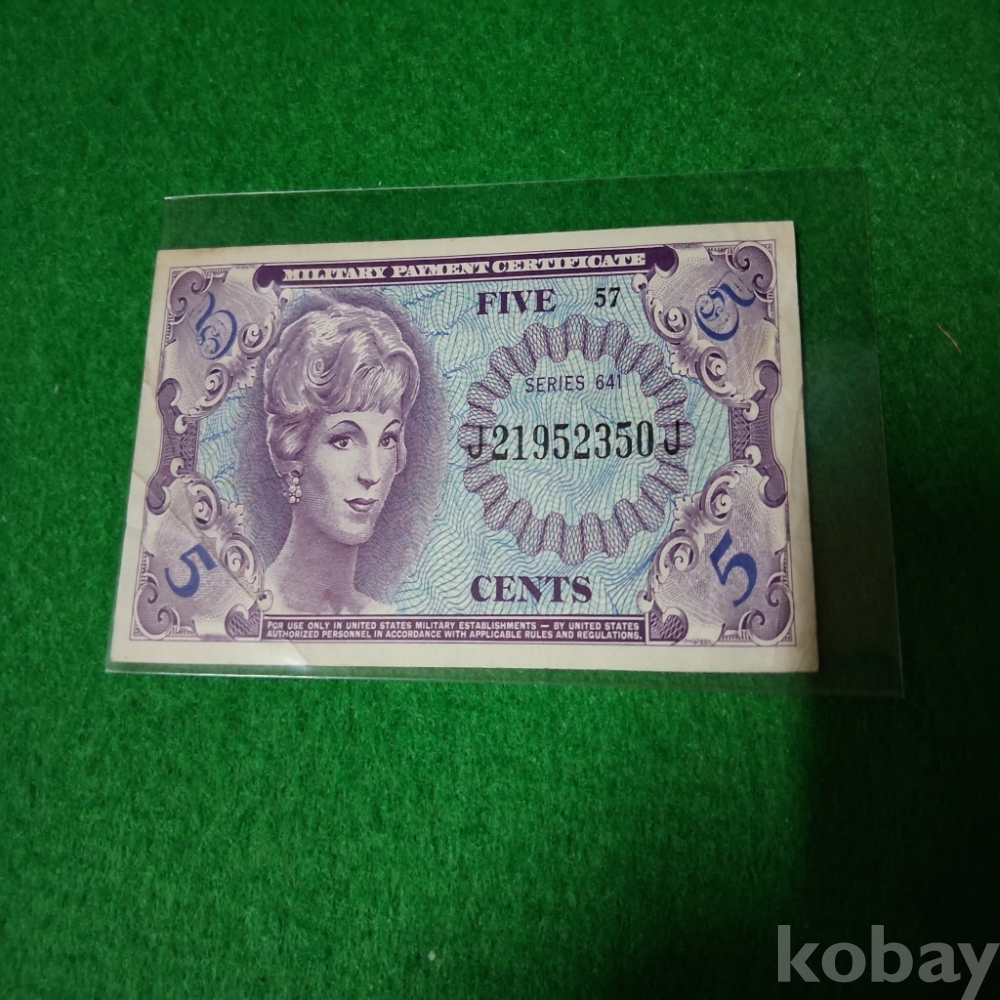 MILITARY PAYMENT CERTIFICATE
FIVE 57
SERIES 641
J21952350J
CENTS
5
5
5
5
FOR USE ONLY IN UNITED STATES MILITARY ESTABLISHMENTS — BY UNITED STATES
AUTHORIZED PERSONNEL IN ACCORDANCE WITH APPLICABLE RULES AND REGULATIONS.
kobay